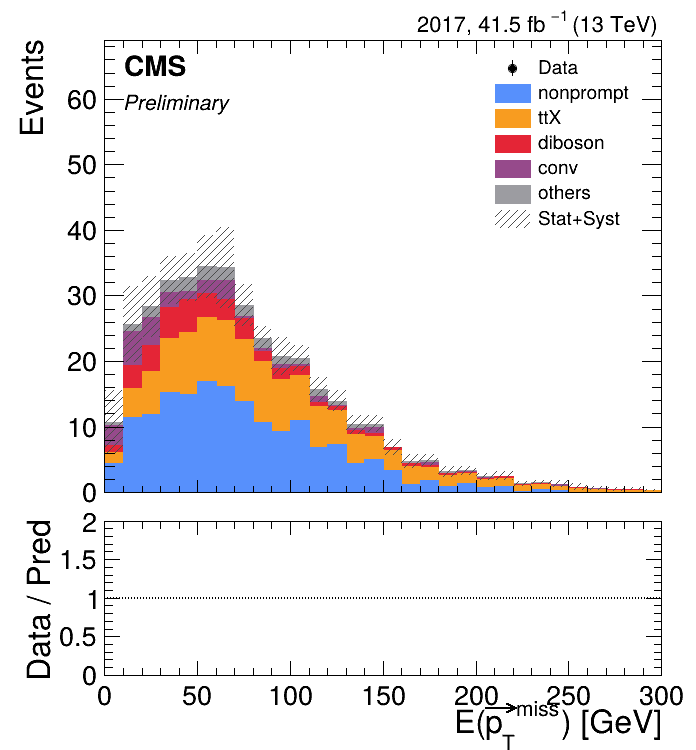 2017, 41.5 fb⁻¹ (13 TeV)
CMS
Preliminary
Events
60
50
40
30
20
10
0
Data
nonprompt
ttX
diboson
conv
others
Stat+Syst
Data / Pred
2
1.5
1
0.5
0
0 50 100 150 200 250 300
E(p⃗_T^miss) [GeV]